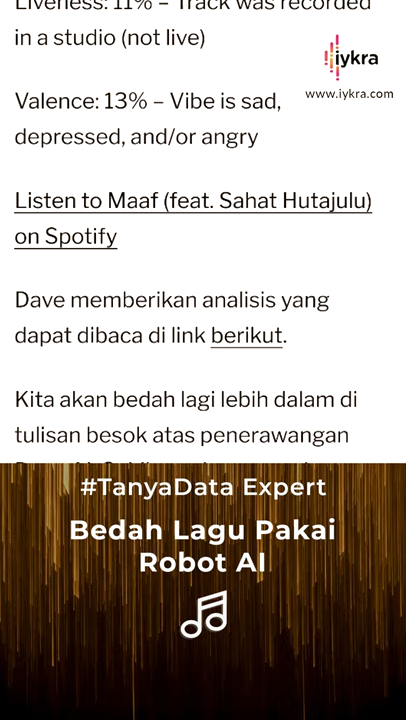 Liveness: 11% – Track was recorded
in a studio (not live)
iykra
www.iykra.com
Valence: 13% – Vibe is sad,
depressed, and/or angry
Listen to Maaf (feat. Sahat Hutajulu)
on Spotify
Dave memberikan analisis yang
dapat dibaca di link berikut.
Kita akan bedah lagi lebih dalam di
tulisan besok atas penerawangan
#TanyaData Expert
Bedah Lagu Pakai
Robot AI